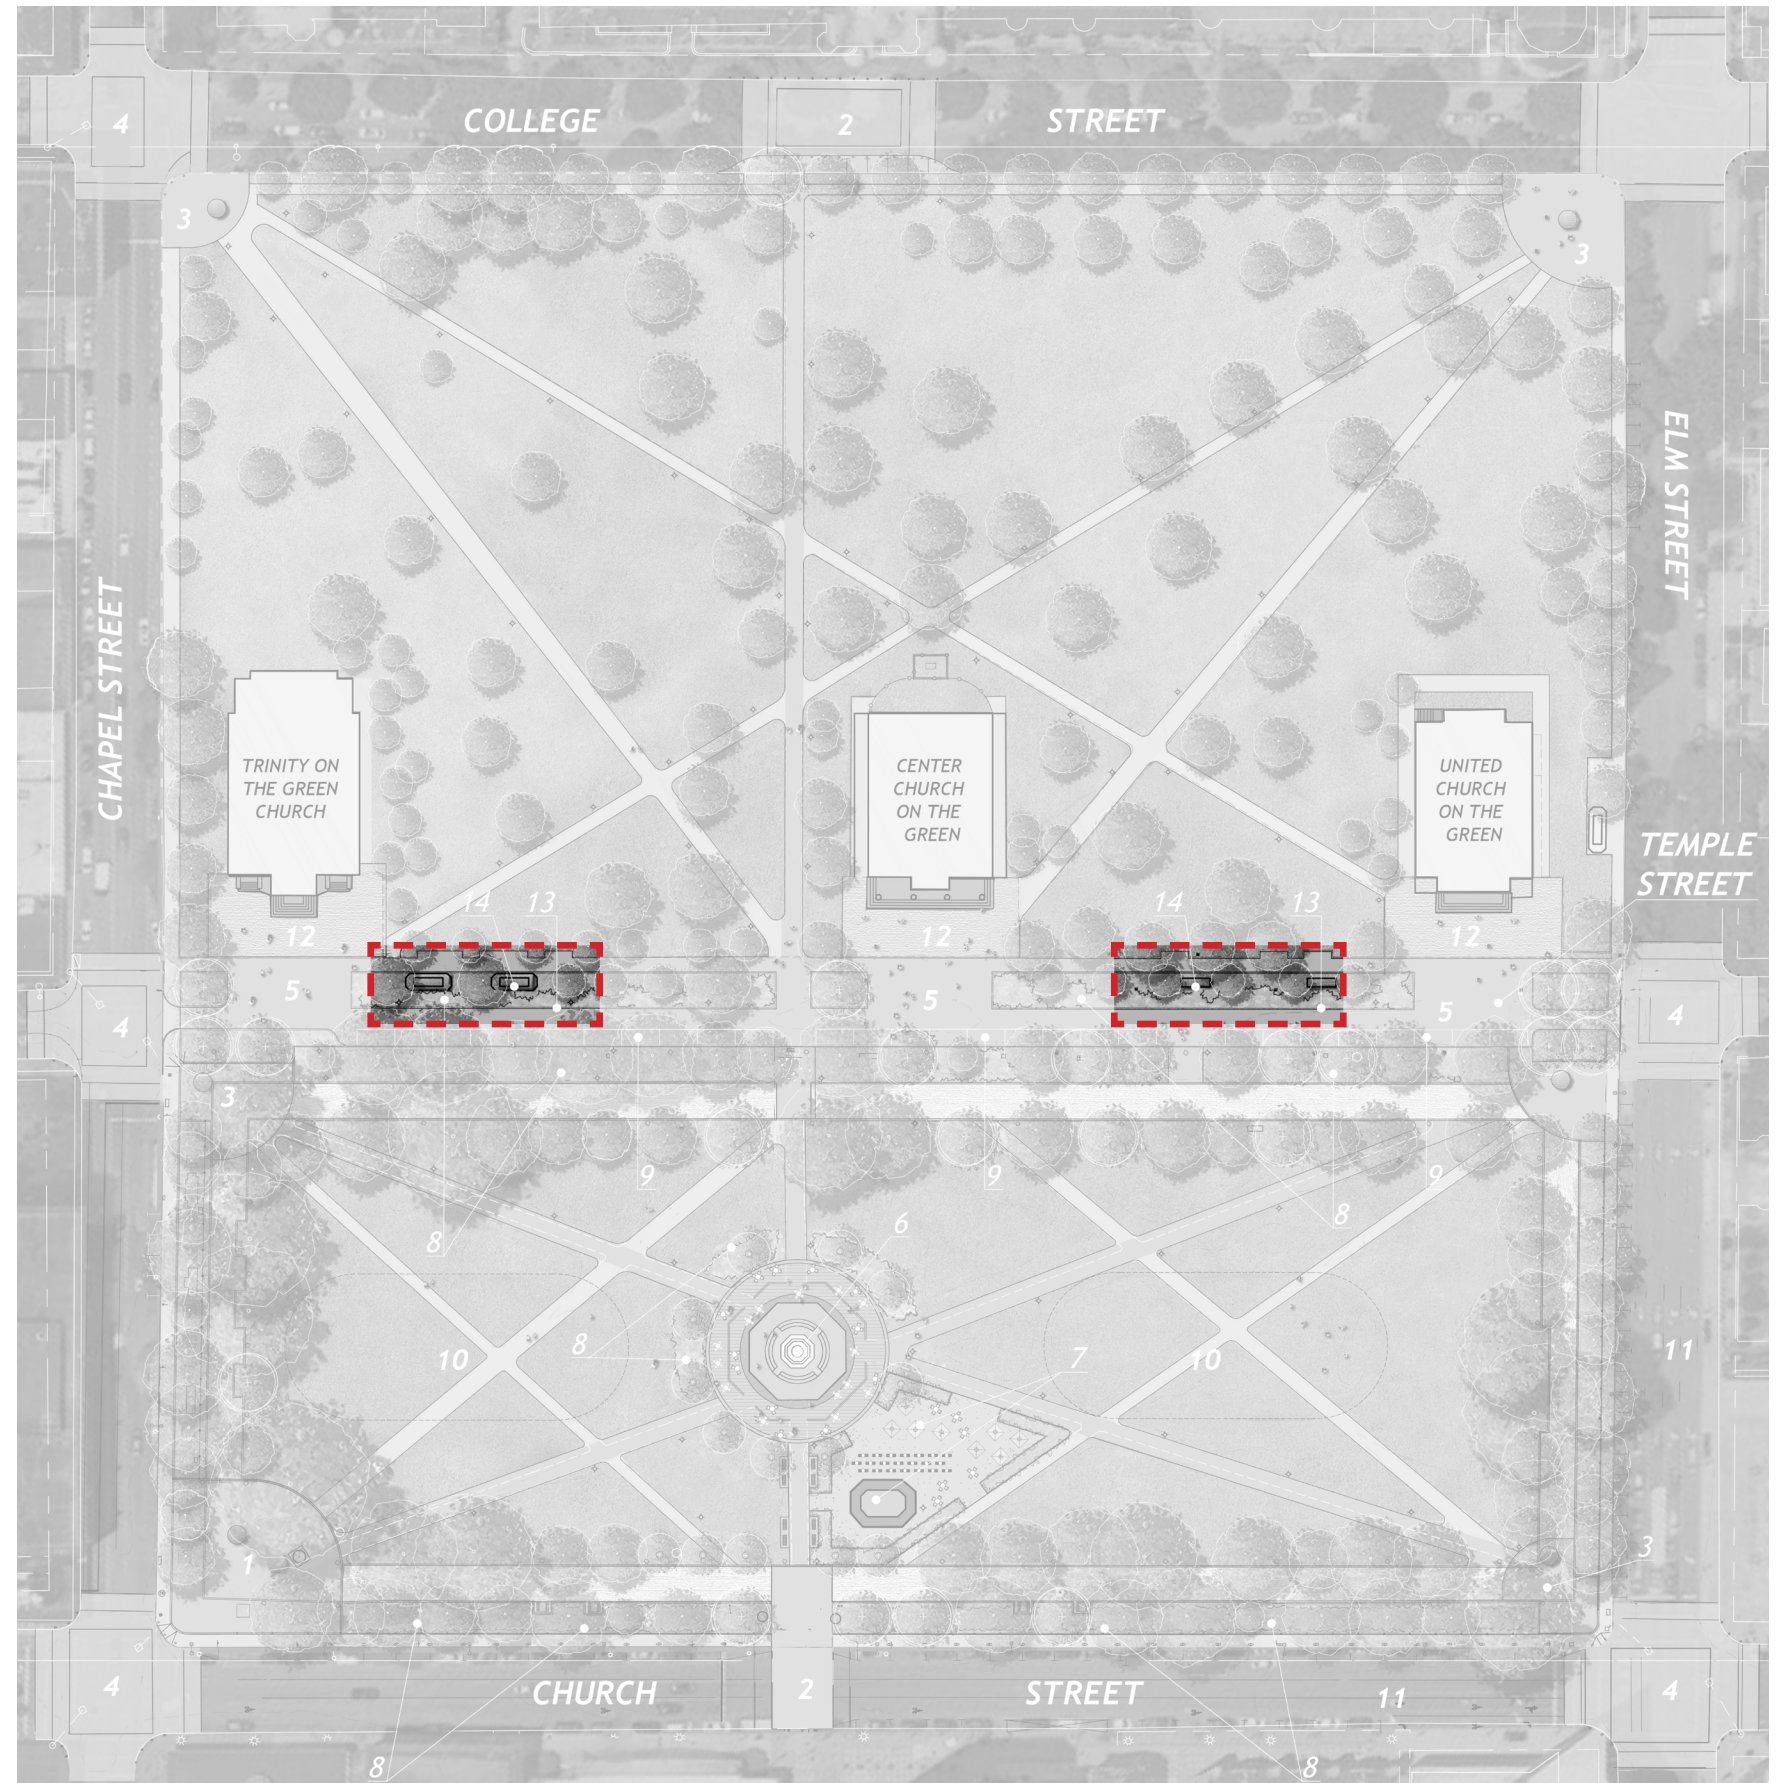 COLLEGE STREET
4
2
3
3
ELM STREET
CHAPEL STREET
TRINITY ON
THE GREEN
CHURCH
CENTER
CHURCH
ON THE
GREEN
UNITED
CHURCH
ON THE
GREEN
TEMPLE
STREET
14
13
14
13
12
12
12
5
5
5
4
4
3
9
9
9
8
8
6
8
7
10
10
11
1
3
4
CHURCH STREET
2
11
4
8
8